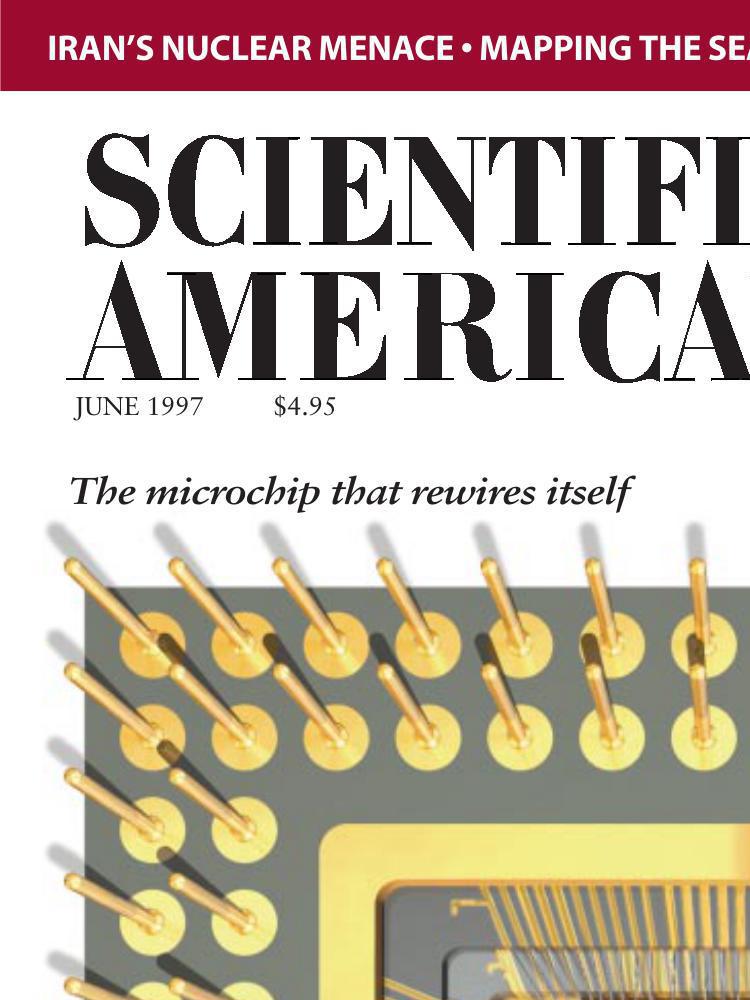 IRAN'S NUCLEAR MENACE • MAPPING THE SEA
SCIENTIFI
AMERICA
JUNE 1997 $4.95
The microchip that rewires itself